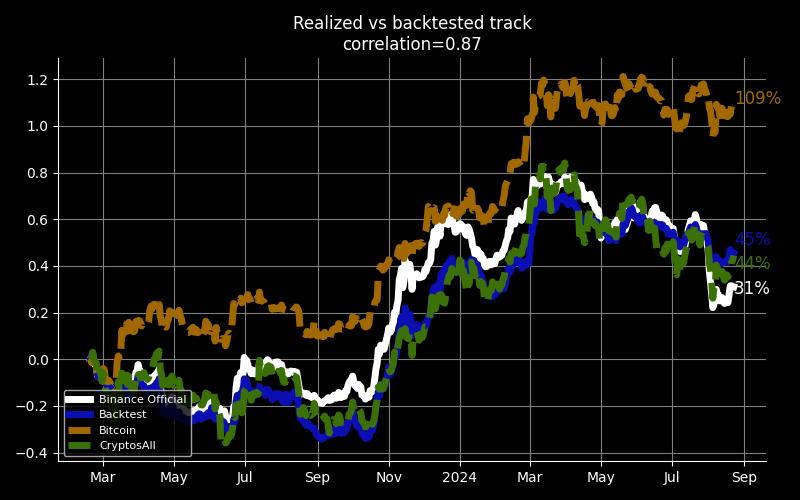 Realized vs backtested track
correlation=0.87
1.2
1.0
0.8
0.6
0.4
0.2
0.0
−0.2
−0.4
109%
45%
44%
31%
Binance Official
Backtest
Bitcoin
CryptosAll
Mar May Jul Sep Nov 2024 Mar May Jul Sep